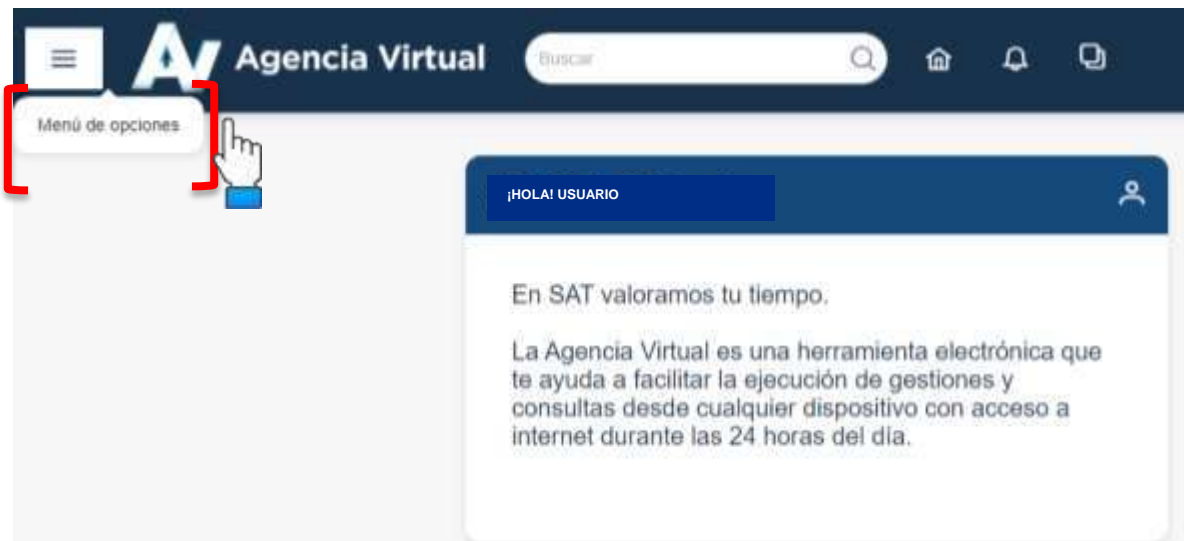 Agencia Virtual
Buscar
Menú de opciones
¡HOLA! USUARIO
En SAT valoramos tu tiempo.
La Agencia Virtual es una herramienta electrónica que
te ayuda a facilitar la ejecución de gestiones y
consultas desde cualquier dispositivo con acceso a
internet durante las 24 horas del día.